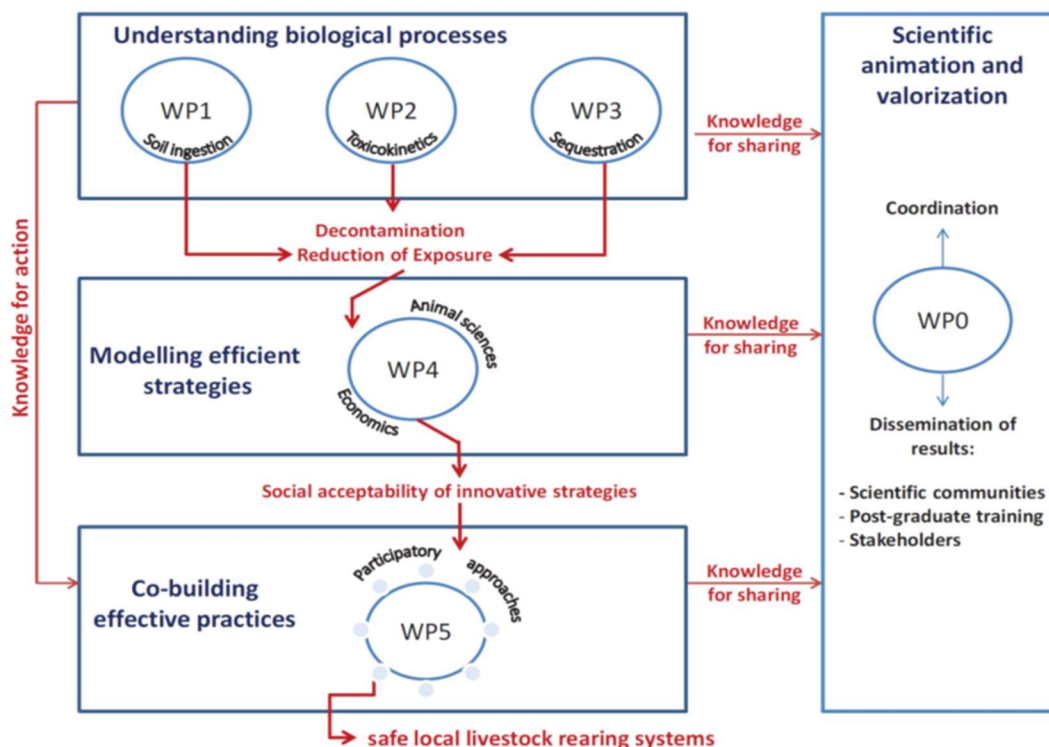 Understanding biological processes
WP1
Soil ingestion
WP2
Toxicokinetics
WP3
Sequestration
Knowledge
for sharing
Scientific
animation and
valorization
Decontamination
Reduction of Exposure
Knowledge for action
Modelling efficient
strategies
WP4
Animal sciences
Economics
Knowledge
for sharing
Coordination
WP0
Dissemination of
results:
- Scientific communities
- Post-graduate training
- Stakeholders
Social acceptability of innovative strategies
Co-building
effective practices
Participatory approaches
WP5
Knowledge
for sharing
safe local livestock rearing systems